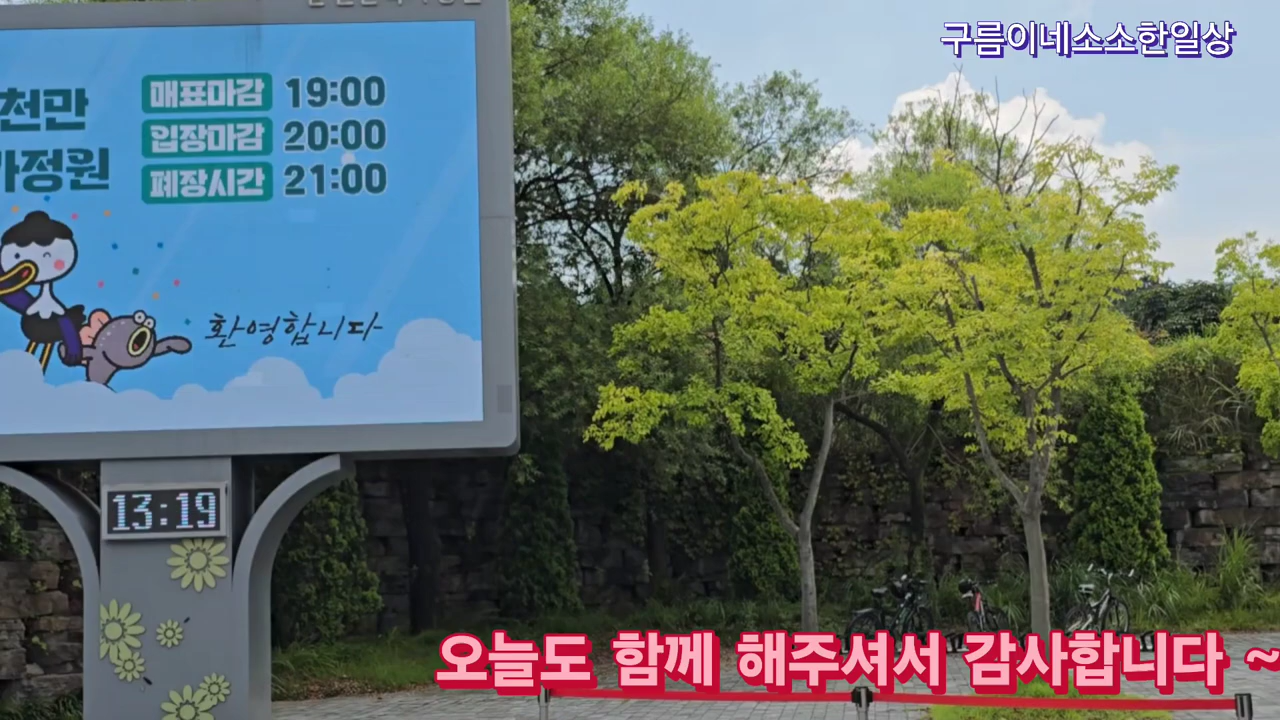 구름이네소소한일상
천만
가정원
매표마감 19:00
입장마감 20:00
폐장시간 21:00
환영합니다
13:19
오늘도 함께 해주셔서 감사합니다 ~